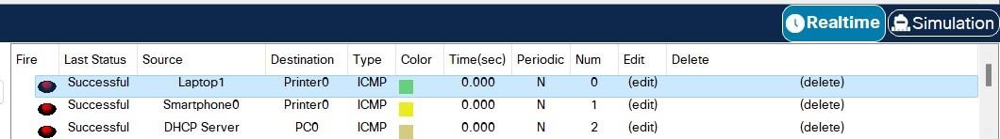 Realtime Simulation
Fire Last Status Source Destination Type Color Time(sec) Periodic Num Edit Delete
Successful Laptop1 Printer0 ICMP 0.000 N 0 (edit) (delete)
Successful Smartphone0 Printer0 ICMP 0.000 N 1 (edit) (delete)
Successful DHCP Server PC0 ICMP 0.000 N 2 (edit) (delete)